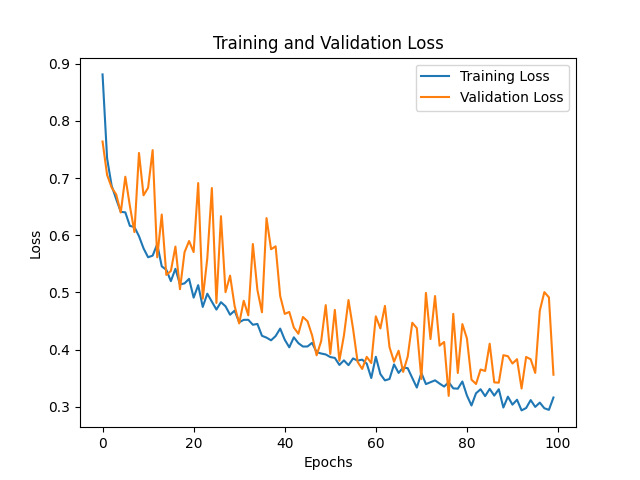 Training and Validation Loss
Training Loss
Validation Loss
Loss
0.9
0.8
0.7
0.6
0.5
0.4
0.3
0 20 40 60 80 100
Epochs